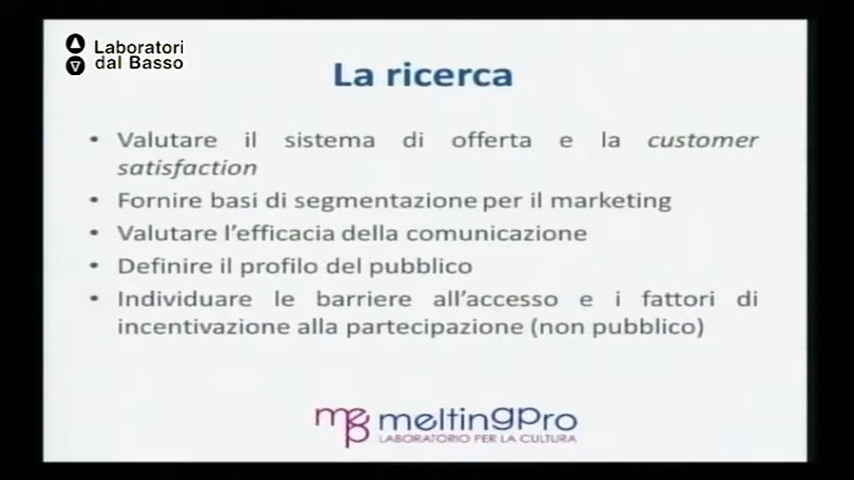 Laboratori
dal Basso
La ricerca
• Valutare il sistema di offerta e la customer
satisfaction
• Fornire basi di segmentazione per il marketing
• Valutare l'efficacia della comunicazione
• Definire il profilo del pubblico
• Individuare le barriere all'accesso e i fattori di
incentivazione alla partecipazione (non pubblico)
mep meltingpro
LABORATORIO PER LA CULTURA